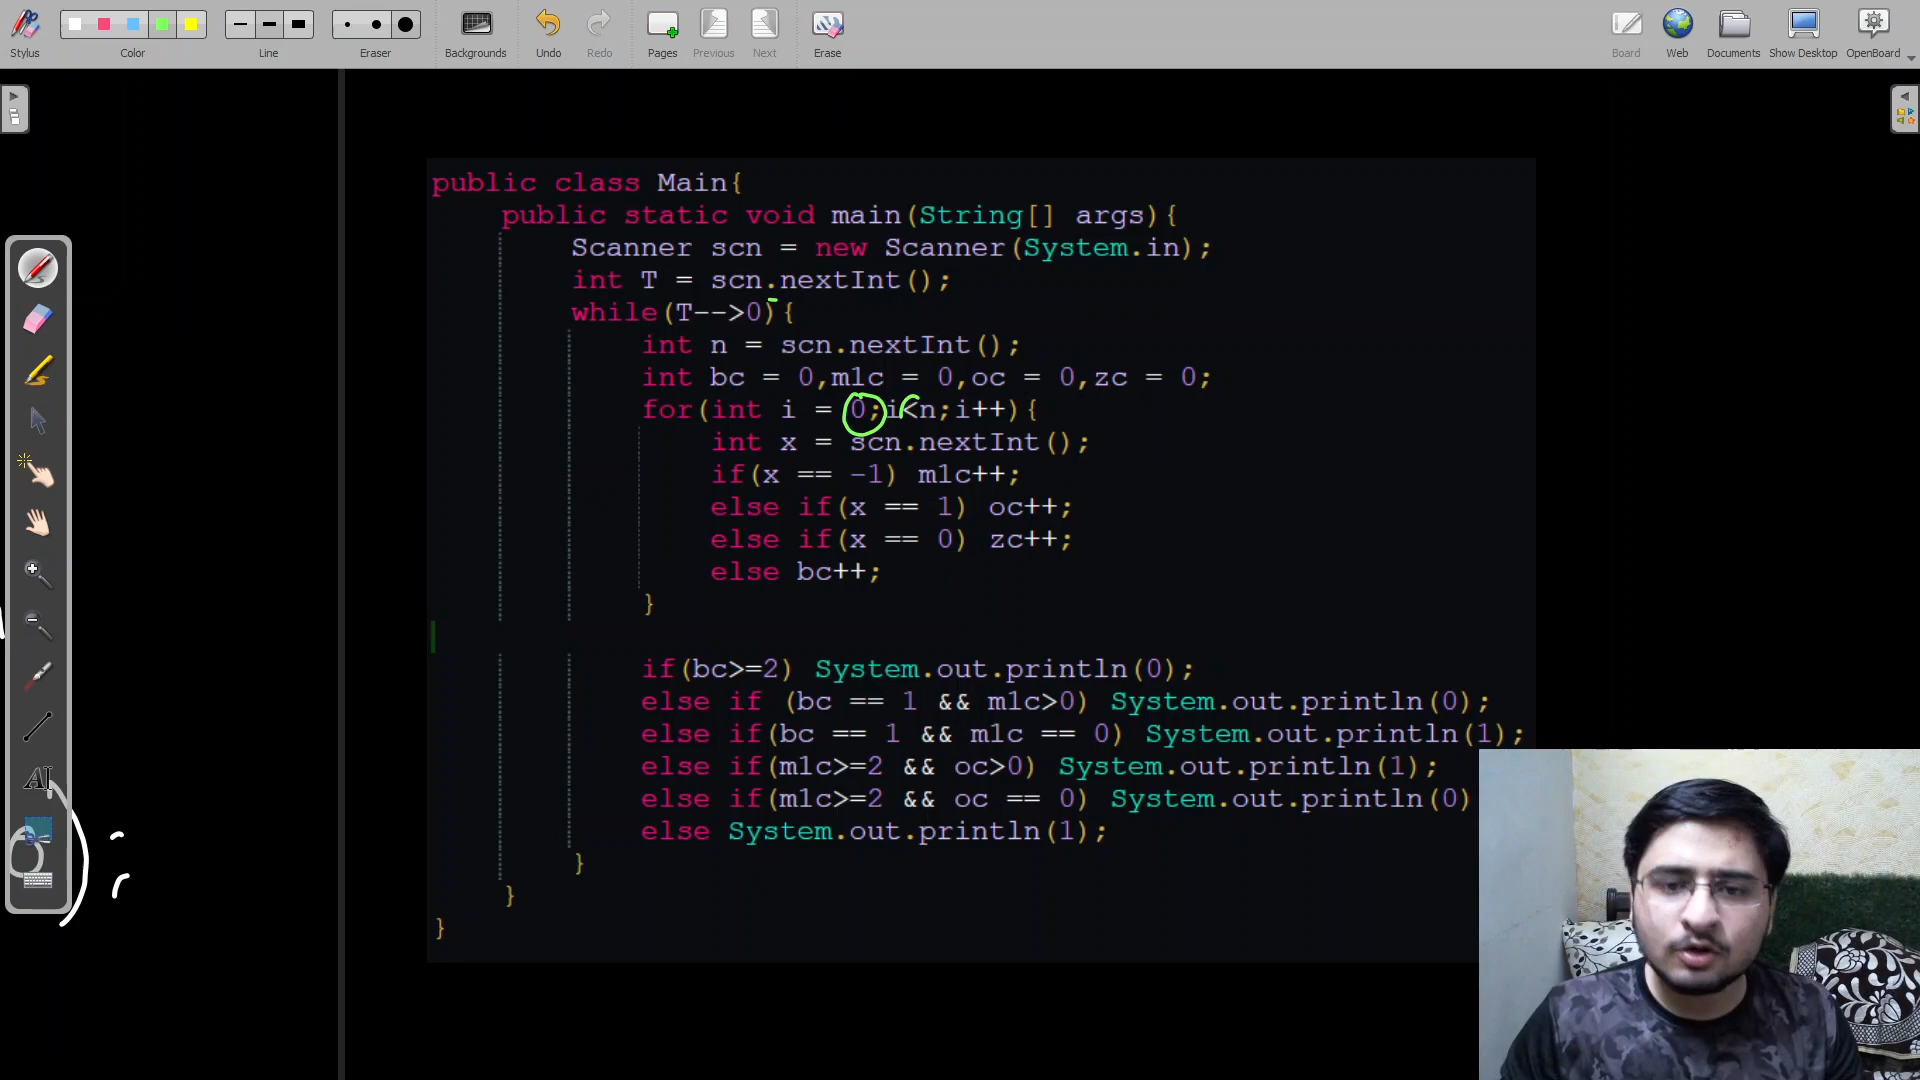 Stylus
Color
Line
Eraser
Backgrounds
Undo
Redo
Pages
Previous
Next
Erase
Board
Web
Documents
Show Desktop
OpenBoard
public class Main{
public static void main(String[] args){
Scanner scn = new Scanner(System.in);
int T = scn.nextInt();
while(T-->0){
int n = scn.nextInt();
int bc = 0,m1c = 0,oc = 0,zc = 0;
for(int i = 0;i<n;i++){
int x = scn.nextInt();
if(x == -1) m1c++;
else if(x == 1) oc++;
else if(x == 0) zc++;
else bc++;
}
if(bc>=2) System.out.println(0);
else if (bc == 1 && m1c>0) System.out.println(0);
else if(bc == 1 && m1c == 0) System.out.println(1);
else if(m1c>=2 && oc>0) System.out.println(1);
else if(m1c>=2 && oc == 0) System.out.println(0)
else System.out.println(1);
}
}
}